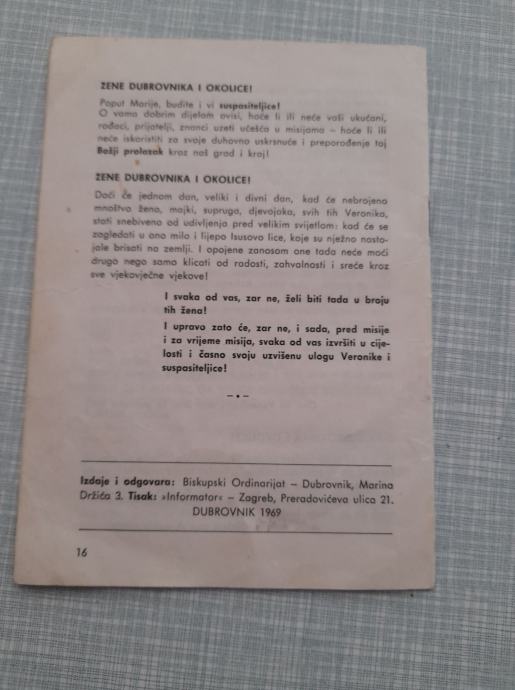 ŽENE DUBROVNIKA I OKOLICE!
Poput Marije, budite i vi suspasiteljice!
O vama dobrim dijelom ovisi, hoće li ili neće vaši ukućani,
rođaci, prijatelji, znanci uzeti učešća u misijama – hoće li ili
neće iskoristiti za svoje duhovno uskrsnuće i preporođenje taj
Božji prolazak kroz naš grad i kraj!
ŽENE DUBROVNIKA I OKOLICE!
Doći će jednom dan, veliki i divni dan, kad će nebrojeno
mnoštvo žena, majki, supruga, djevojaka, svih tih Veronika,
stati snebiveno od udivljenja pred velikim svijetlom: kad će se
zagledati u ono milo i lijepo Isusovo lice, koje su nježno nasto-
jale brisati na zemlji. I opojene zanosom one tada neće moći
drugo nego samo klicati od radosti, zahvalnosti i sreće kroz
sve vjekovječne vjekove!
I svaka od vas, zar ne, želi biti tada u broju
tih žena!
I upravo zato će, zar ne, i sada, pred misije
i za vrijeme misija, svaka od vas izvršiti u cije-
losti i časno svoju uzvišenu ulogu Veronike i
suspasiteljice!
–•–
Izdaje i odgovara: Biskupski Ordinarijat – Dubrovnik, Marina
Držića 3. Tisak: »Informator« – Zagreb, Preradovićeva ulica 21.
DUBROVNIK 1969
16